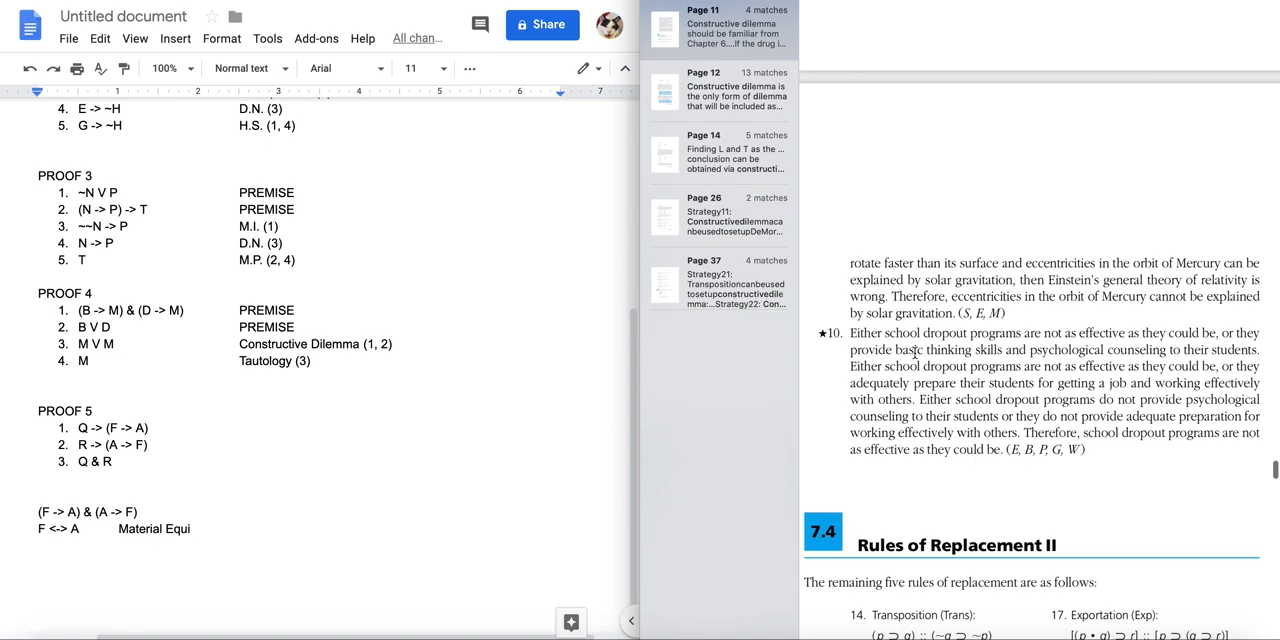 Untitled document
Share
File Edit View Insert Format Tools Add-ons Help All chan...
100% Normal text Arial 11
1 2 3 4 5 6 7
4. E -> ~H D.N. (3)
5. G -> ~H H.S. (1, 4)
PROOF 3
1. ~N V P PREMISE
2. (N -> P) -> T PREMISE
3. ~~N -> P M.I. (1)
4. N -> P D.N. (3)
5. T M.P. (2, 4)
PROOF 4
1. (B -> M) & (D -> M) PREMISE
2. B V D PREMISE
3. M V M Constructive Dilemma (1, 2)
4. M Tautology (3)
PROOF 5
1. Q -> (F -> A)
2. R -> (A -> F)
3. Q & R
(F -> A) & (A -> F)
F <-> A Material Equi
Page 11 4 matches
Constructive dilemma
should be familiar from
Chapter 6....If the drug i...
Page 12 13 matches
Constructive dilemma is
the only form of dilemma
that will be included as...
Page 14 5 matches
Finding L and T as the ...
conclusion can be
obtained via constructi...
Page 26 2 matches
Strategy11:
Constructivedilemmaca
nbeusedtosetupDeMor...
Page 37 4 matches
Strategy21:
Transpositioncanbeused
tosetupconstructivedile
mma:...Strategy22: Con...
rotate faster than its surface and eccentricities in the orbit of Mercury can be
explained by solar gravitation, then Einstein's general theory of relativity is
wrong. Therefore, eccentricities in the orbit of Mercury cannot be explained
by solar gravitation. (S, E, M)
★10. Either school dropout programs are not as effective as they could be, or they
provide basic thinking skills and psychological counseling to their students.
Either school dropout programs are not as effective as they could be, or they
adequately prepare their students for getting a job and working effectively
with others. Either school dropout programs do not provide psychological
counseling to their students or they do not provide adequate preparation for
working effectively with others. Therefore, school dropout programs are not
as effective as they could be. (E, B, P, G, W)
7.4 Rules of Replacement II
The remaining five rules of replacement are as follows:
14. Transposition (Trans): 17. Exportation (Exp):
(p ⊃ q) :: (~q ⊃ ~p) [(p • q) ⊃ r] :: [p ⊃ (q ⊃ r)]